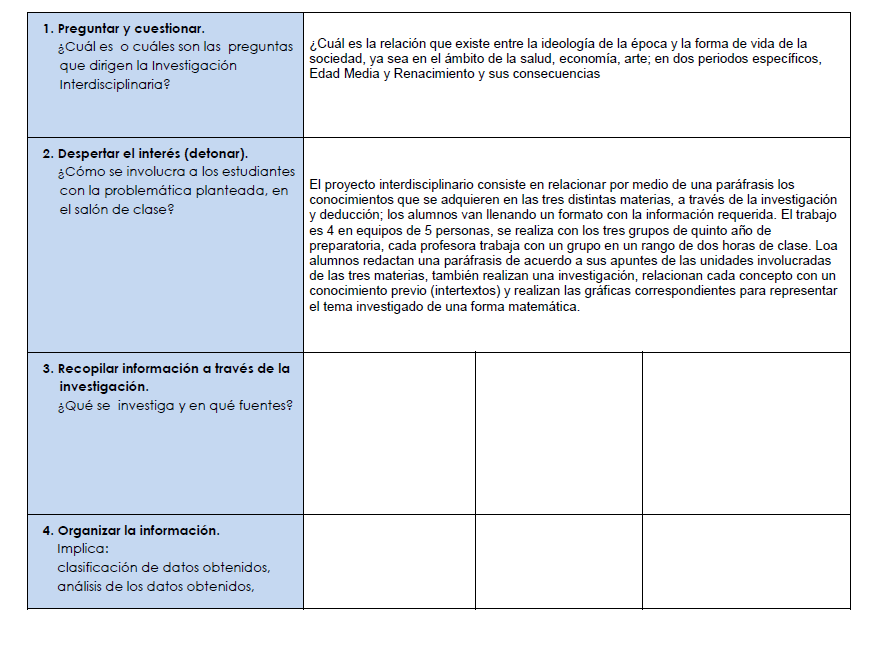 1. Preguntar y cuestionar.
¿Cuál es o cuáles son las preguntas
que dirigen la Investigación
Interdisciplinaria?
¿Cuál es la relación que existe entre la ideología de la época y la forma de vida de la
sociedad, ya sea en el ámbito de la salud, economía, arte; en dos periodos específicos,
Edad Media y Renacimiento y sus consecuencias
2. Despertar el interés (detonar).
¿Cómo se involucra a los estudiantes
con la problemática planteada, en
el salón de clase?
El proyecto interdisciplinario consiste en relacionar por medio de una paráfrasis los
conocimientos que se adquieren en las tres distintas materias, a través de la investigación
y deducción; los alumnos van llenando un formato con la información requerida. El trabajo
es 4 en equipos de 5 personas, se realiza con los tres grupos de quinto año de
preparatoria, cada profesora trabaja con un grupo en un rango de dos horas de clase. Loa
alumnos redactan una paráfrasis de acuerdo a sus apuntes de las unidades involucradas
de las tres materias, también realizan una investigación, relacionan cada concepto con un
conocimiento previo (intertextos) y realizan las gráficas correspondientes para representar
el tema investigado de una forma matemática.
3. Recopilar información a través de la
investigación.
¿Qué se investiga y en qué fuentes?
4. Organizar la información.
Implica:
clasificación de datos obtenidos,
análisis de los datos obtenidos,